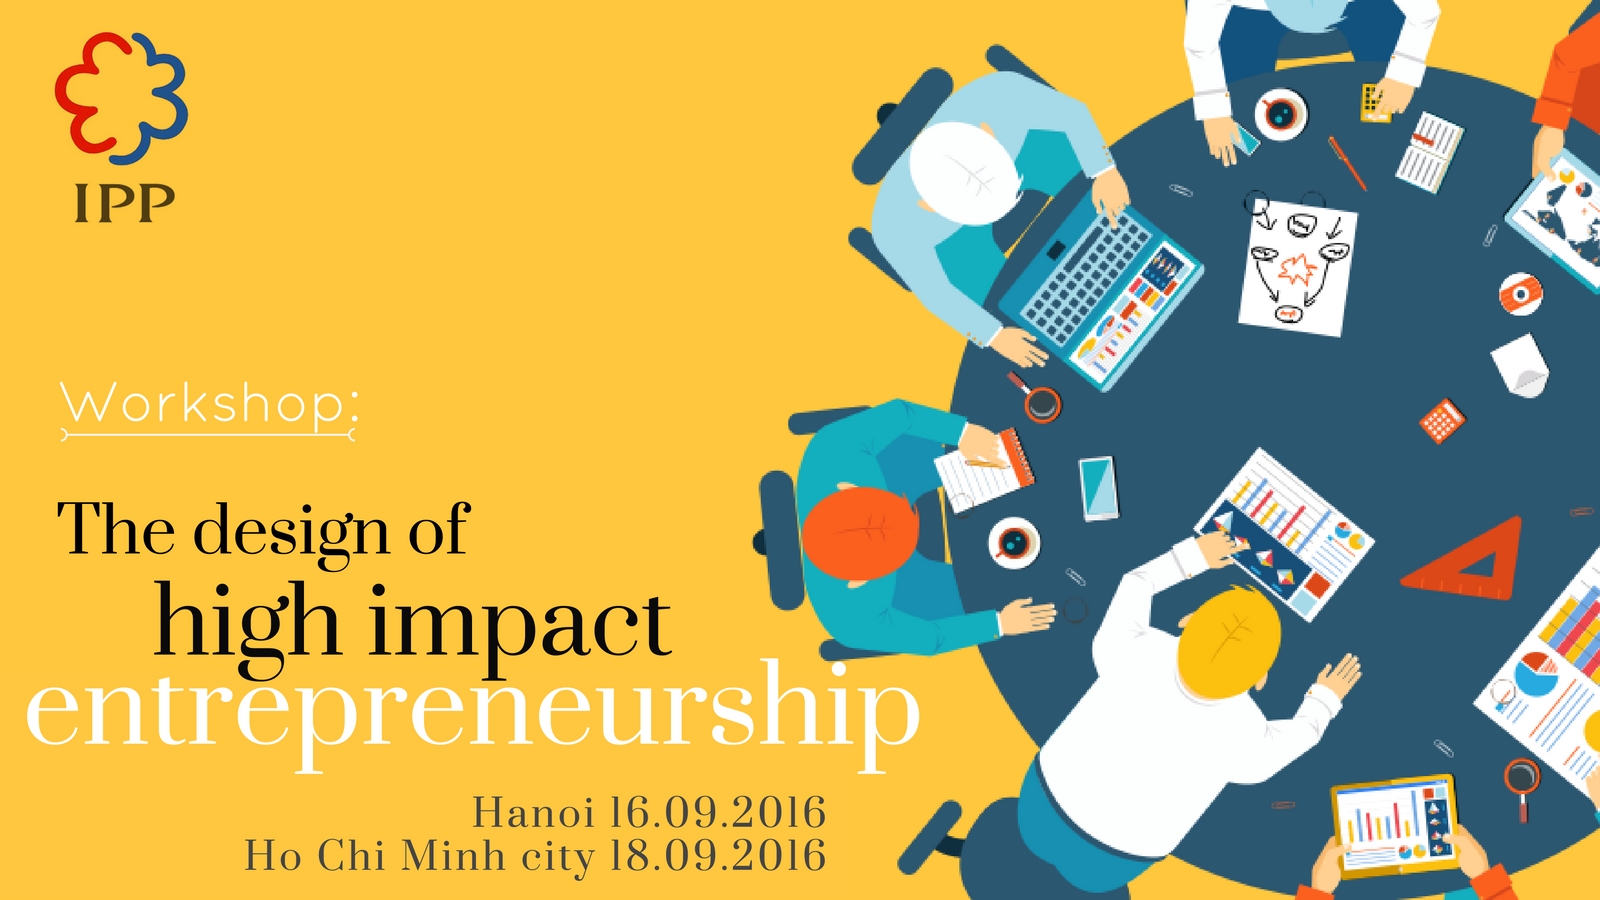 IPP
Workshop:
The design of
high impact
entrepreneurship
Hanoi 16.09.2016
Ho Chi Minh city 18.09.2016